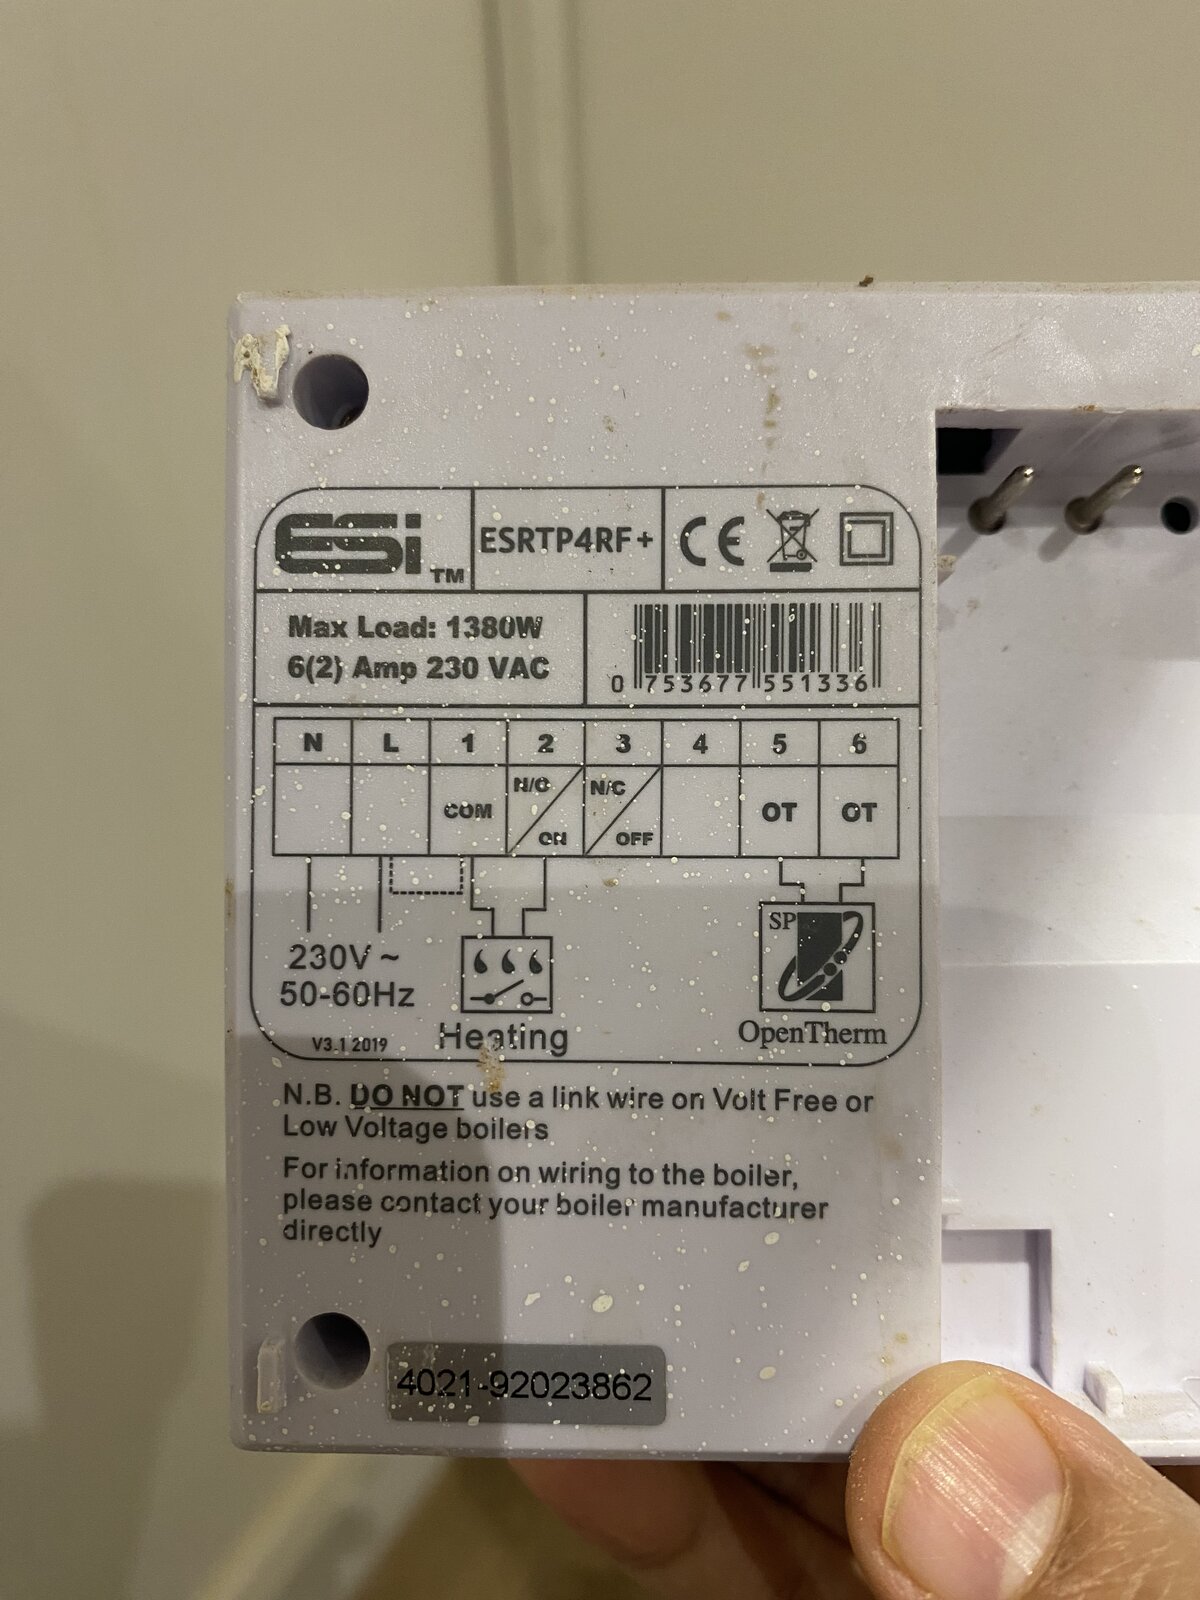 ESi TM
ESRTP4RF+
CE
Max Load: 1380W
6(2) Amp 230 VAC
0 753677 551336
N L 1 2 3 4 5 6
COM N/C ON N/C OFF OT OT
230V ~
50-60Hz
SP
V3.1 2019
Heating
OpenTherm
N.B. DO NOT use a link wire on Volt Free or
Low Voltage boilers
For information on wiring to the boiler,
please contact your boiler manufacturer
directly
4021-92023862